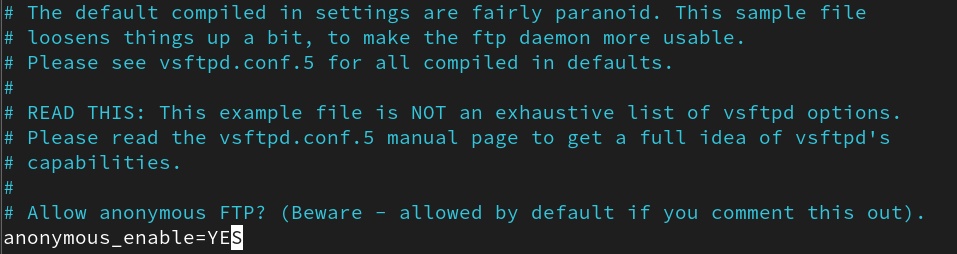 # The default compiled in settings are fairly paranoid. This sample file
# loosens things up a bit, to make the ftp daemon more usable.
# Please see vsftpd.conf.5 for all compiled in defaults.
#
# READ THIS: This example file is NOT an exhaustive list of vsftpd options.
# Please read the vsftpd.conf.5 manual page to get a full idea of vsftpd's
# capabilities.
#
# Allow anonymous FTP? (Beware - allowed by default if you comment this out).
anonymous_enable=YES